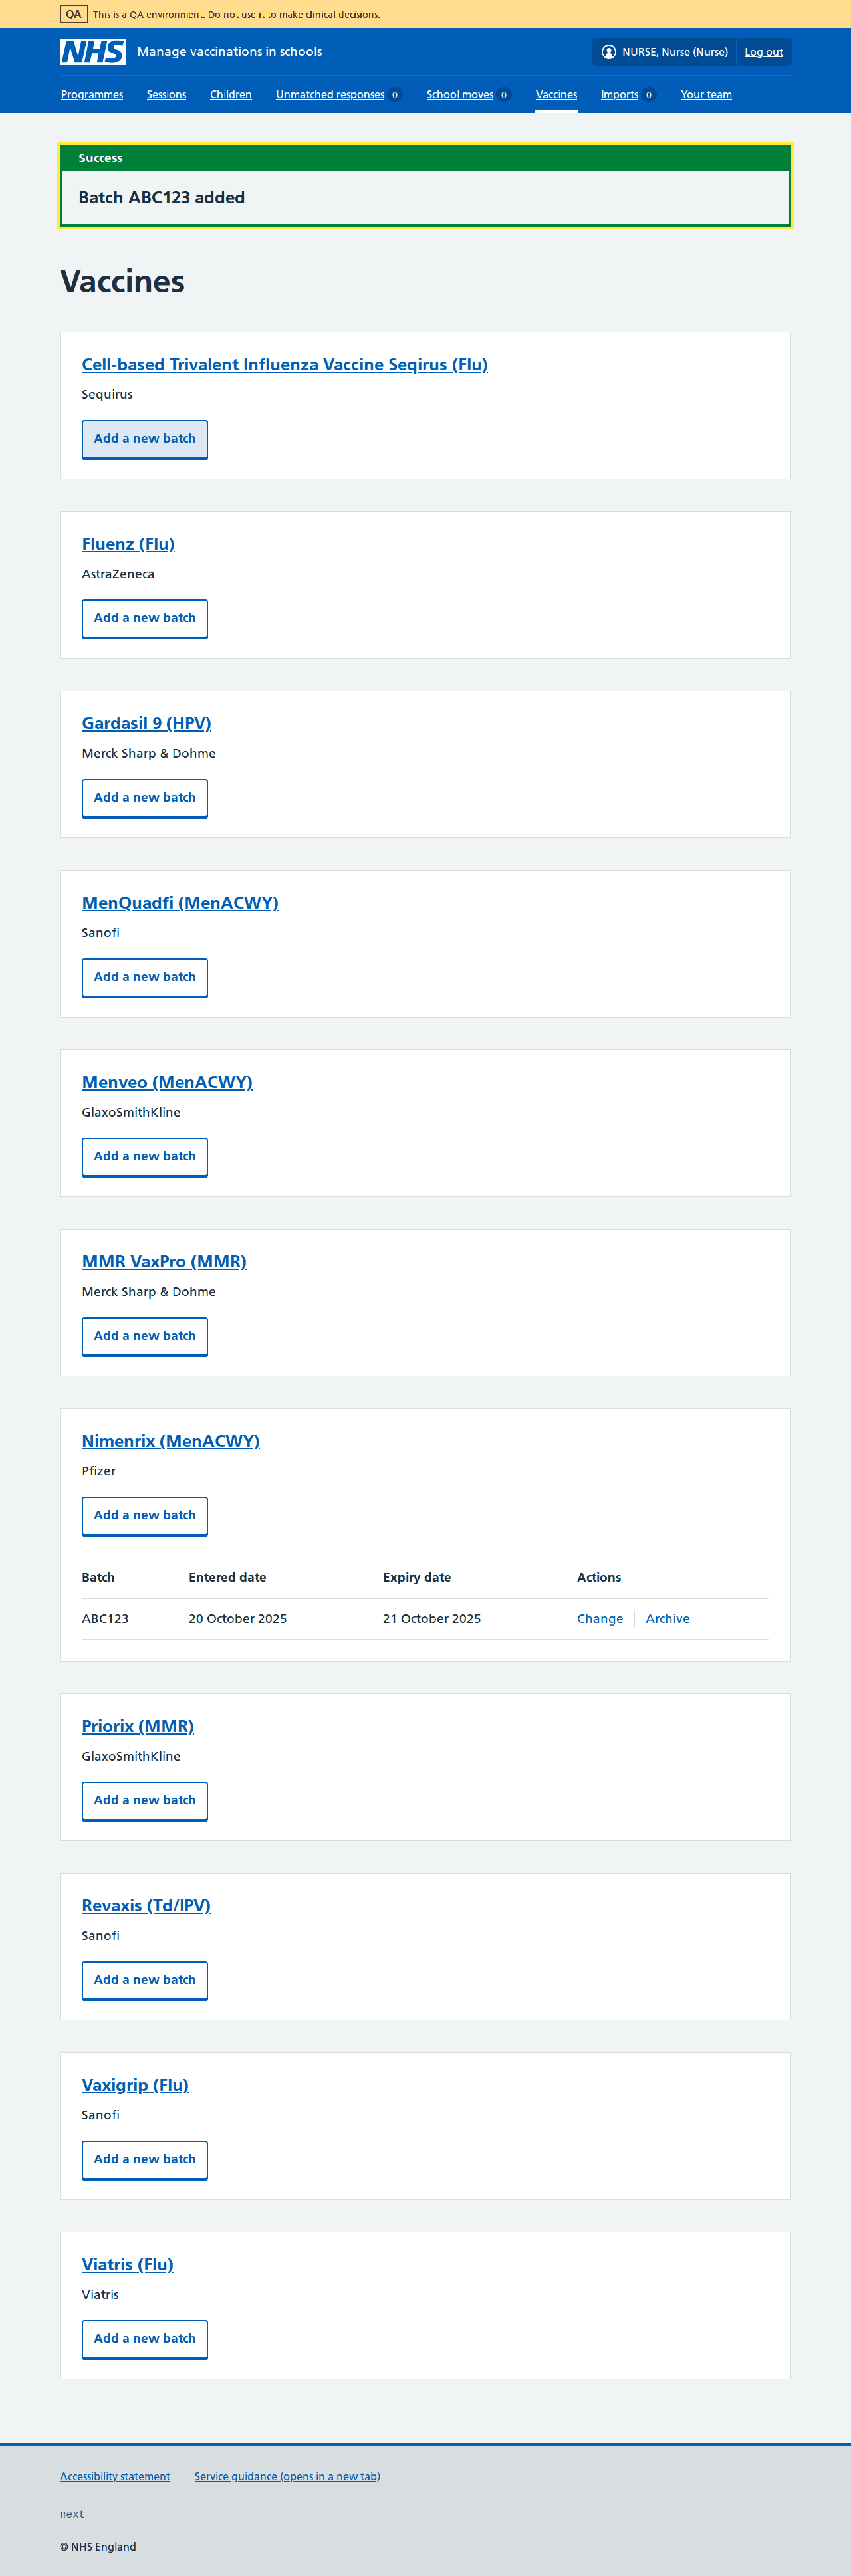 QA This is a QA environment. Do not use it to make clinical decisions.
NHS Manage vaccinations in schools NURSE, Nurse (Nurse) Log out
Programmes Sessions Children Unmatched responses 0 School moves 0 Vaccines Imports 0 Your team
Success
Batch ABC123 added
Vaccines
Cell-based Trivalent Influenza Vaccine Seqirus (Flu)
Sequirus
Add a new batch
Fluenz (Flu)
AstraZeneca
Add a new batch
Gardasil 9 (HPV)
Merck Sharp & Dohme
Add a new batch
MenQuadfi (MenACWY)
Sanofi
Add a new batch
Menveo (MenACWY)
GlaxoSmithKline
Add a new batch
MMR VaxPro (MMR)
Merck Sharp & Dohme
Add a new batch
Nimenrix (MenACWY)
Pfizer
Add a new batch
Batch Entered date Expiry date Actions
ABC123 20 October 2025 21 October 2025 Change Archive
Priorix (MMR)
GlaxoSmithKline
Add a new batch
Revaxis (Td/IPV)
Sanofi
Add a new batch
Vaxigrip (Flu)
Sanofi
Add a new batch
Viatris (Flu)
Viatris
Add a new batch
Accessibility statement Service guidance (opens in a new tab)
next
© NHS England